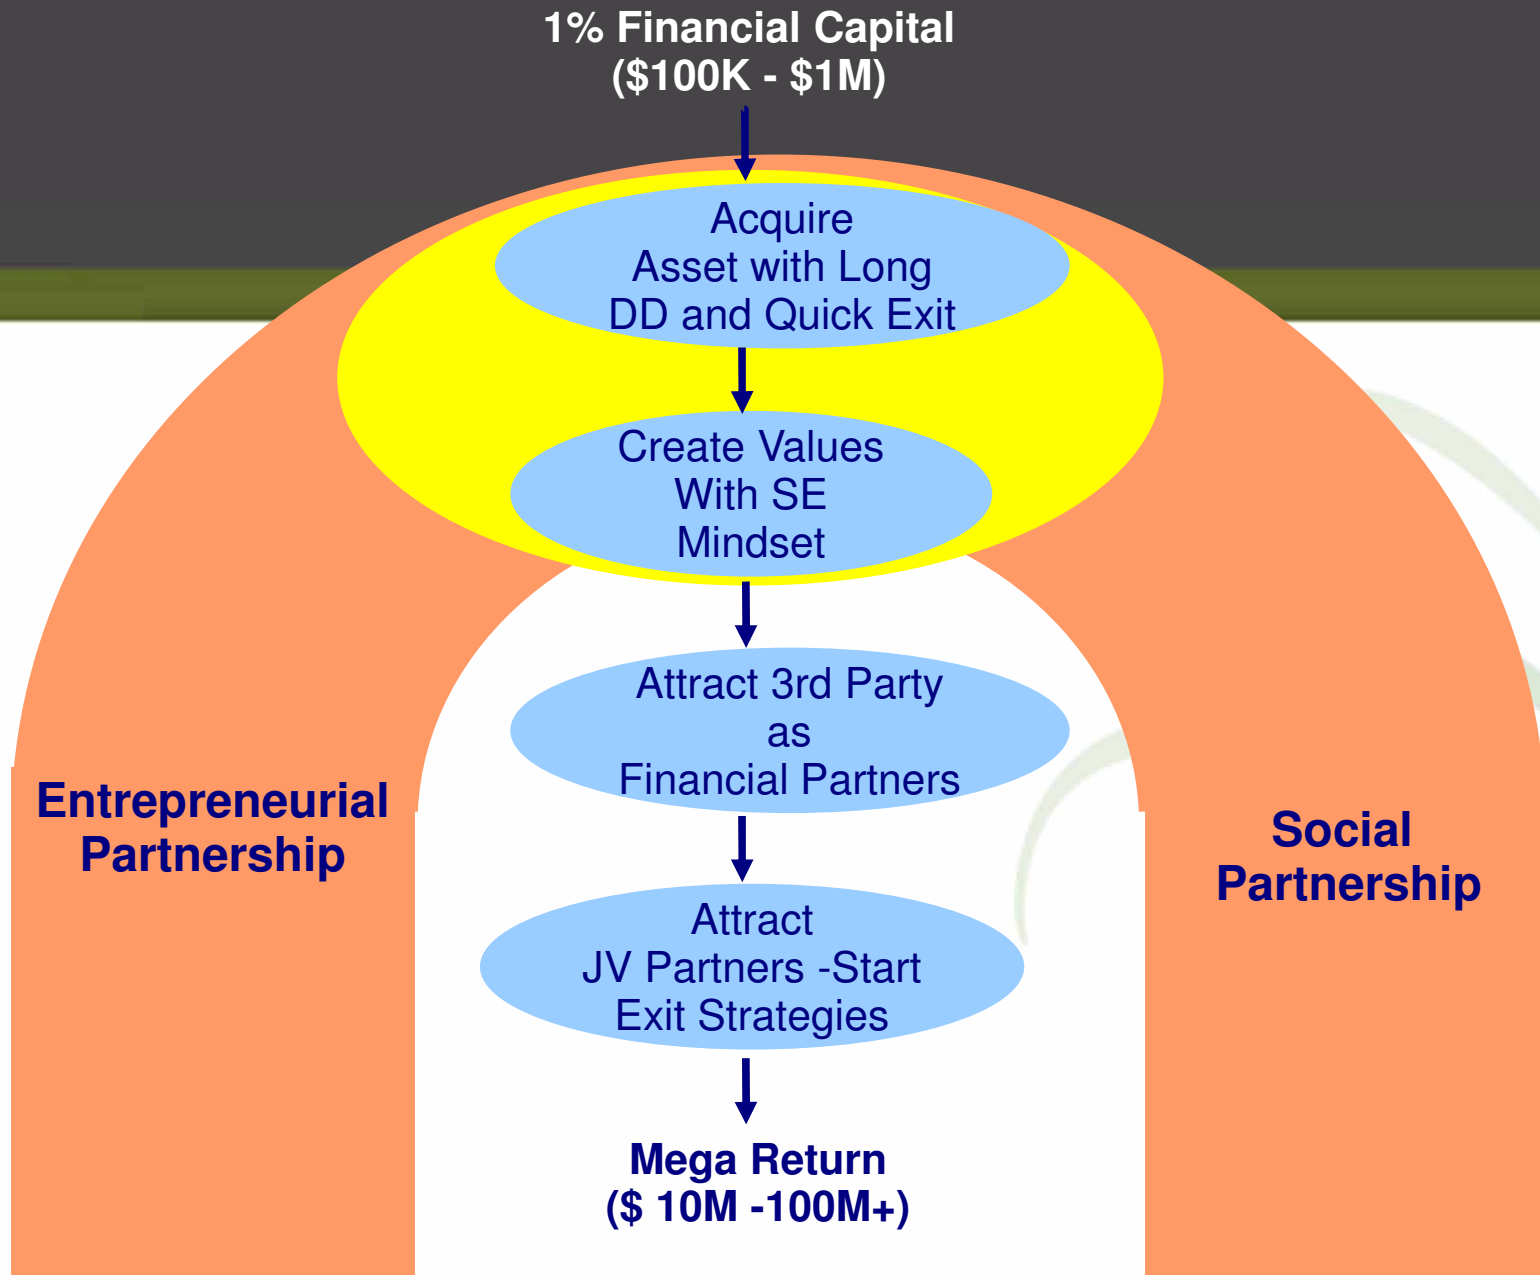 1% Financial Capital
($100K - $1M)
Acquire
Asset with Long
DD and Quick Exit
Create Values
With SE
Mindset
Attract 3rd Party
as
Financial Partners
Entrepreneurial
Partnership
Social
Partnership
Attract
JV Partners -Start
Exit Strategies
Mega Return
($ 10M -100M+)